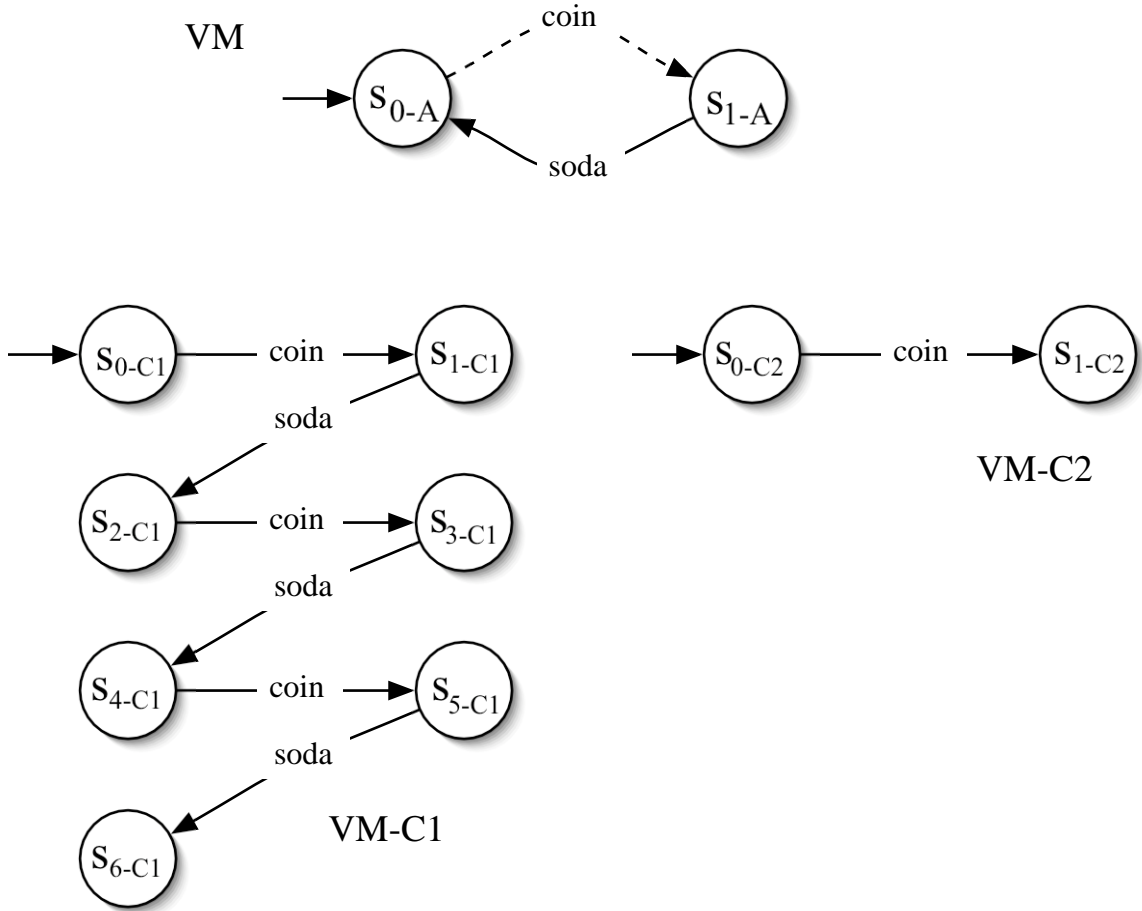 VM
coin
S0-A
S1-A
soda
S0-C1
coin
S1-C1
S0-C2
coin
S1-C2
soda
VM-C2
S2-C1
coin
S3-C1
soda
S4-C1
coin
S5-C1
soda
VM-C1
S6-C1